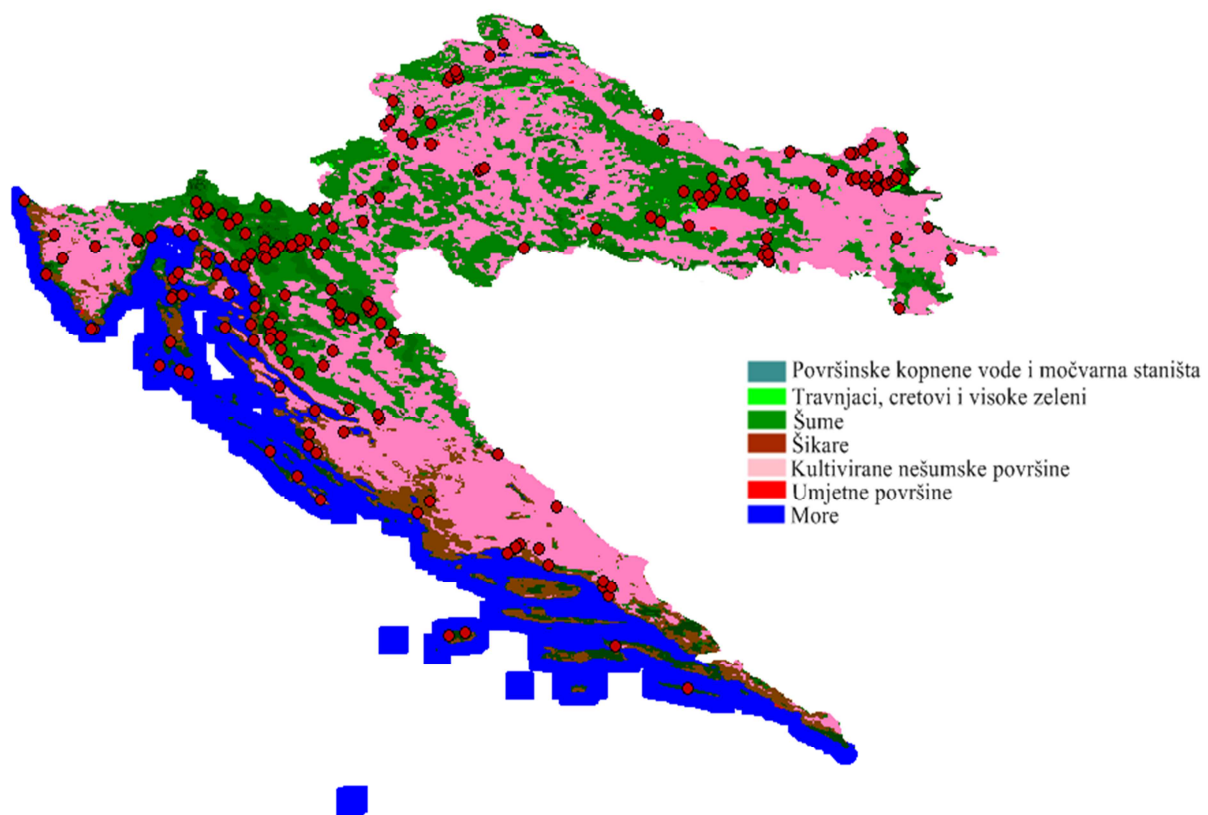 Površinske kopnene vode i močvarna staništa
Travnjaci, cretovi i visoke zeleni
Šume
Šikare
Kultivirane nešumske površine
Umjetne površine
More